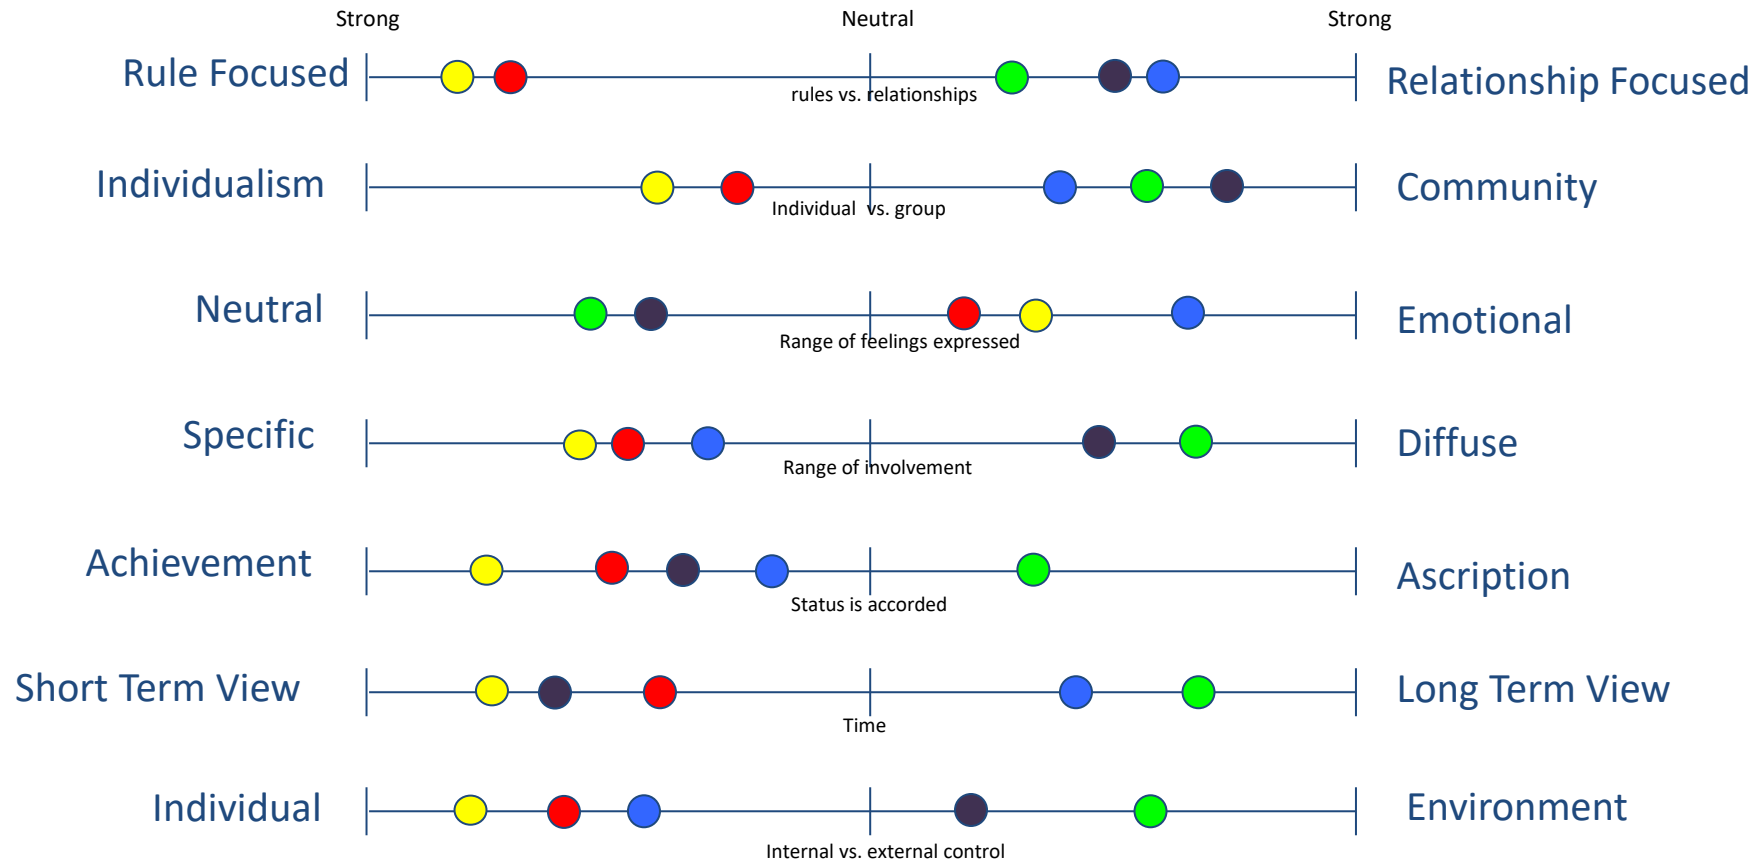 Strong Neutral Strong
Rule Focused Relationship Focused
rules vs. relationships
Individualism Community
Individual vs. group
Neutral Emotional
Range of feelings expressed
Specific Diffuse
Range of involvement
Achievement Ascription
Status is accorded
Short Term View Long Term View
Time
Individual Environment
Internal vs. external control